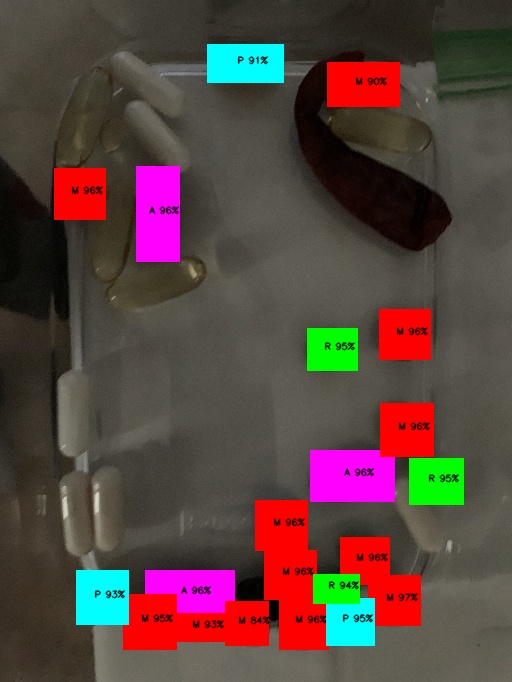 P 91%
M 90%
M 96%
A 96%
M 96%
R 95%
M 96%
A 96%
R 95%
M 96%
M 96%
M 96%
R 94%
A 96%
P 93%
M 97%
M 95%
M 93%
M 84%
M 96%
P 95%